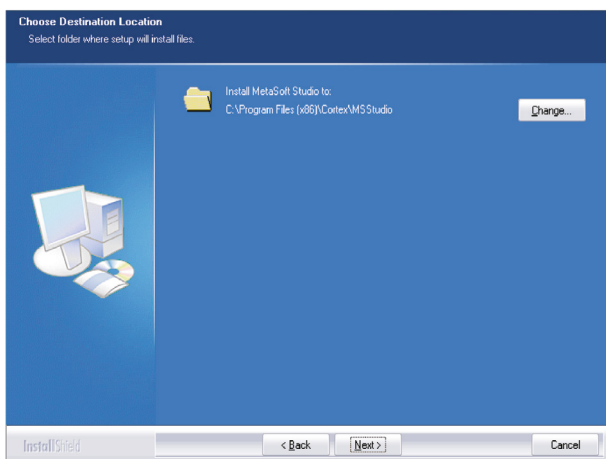 Choose Destination Location
Select folder where setup will install files.
Install MetaSoft Studio to:
C:\Program Files (x86)\Cortex\MSStudio
Change...
InstallShield
< Back
Next >
Cancel